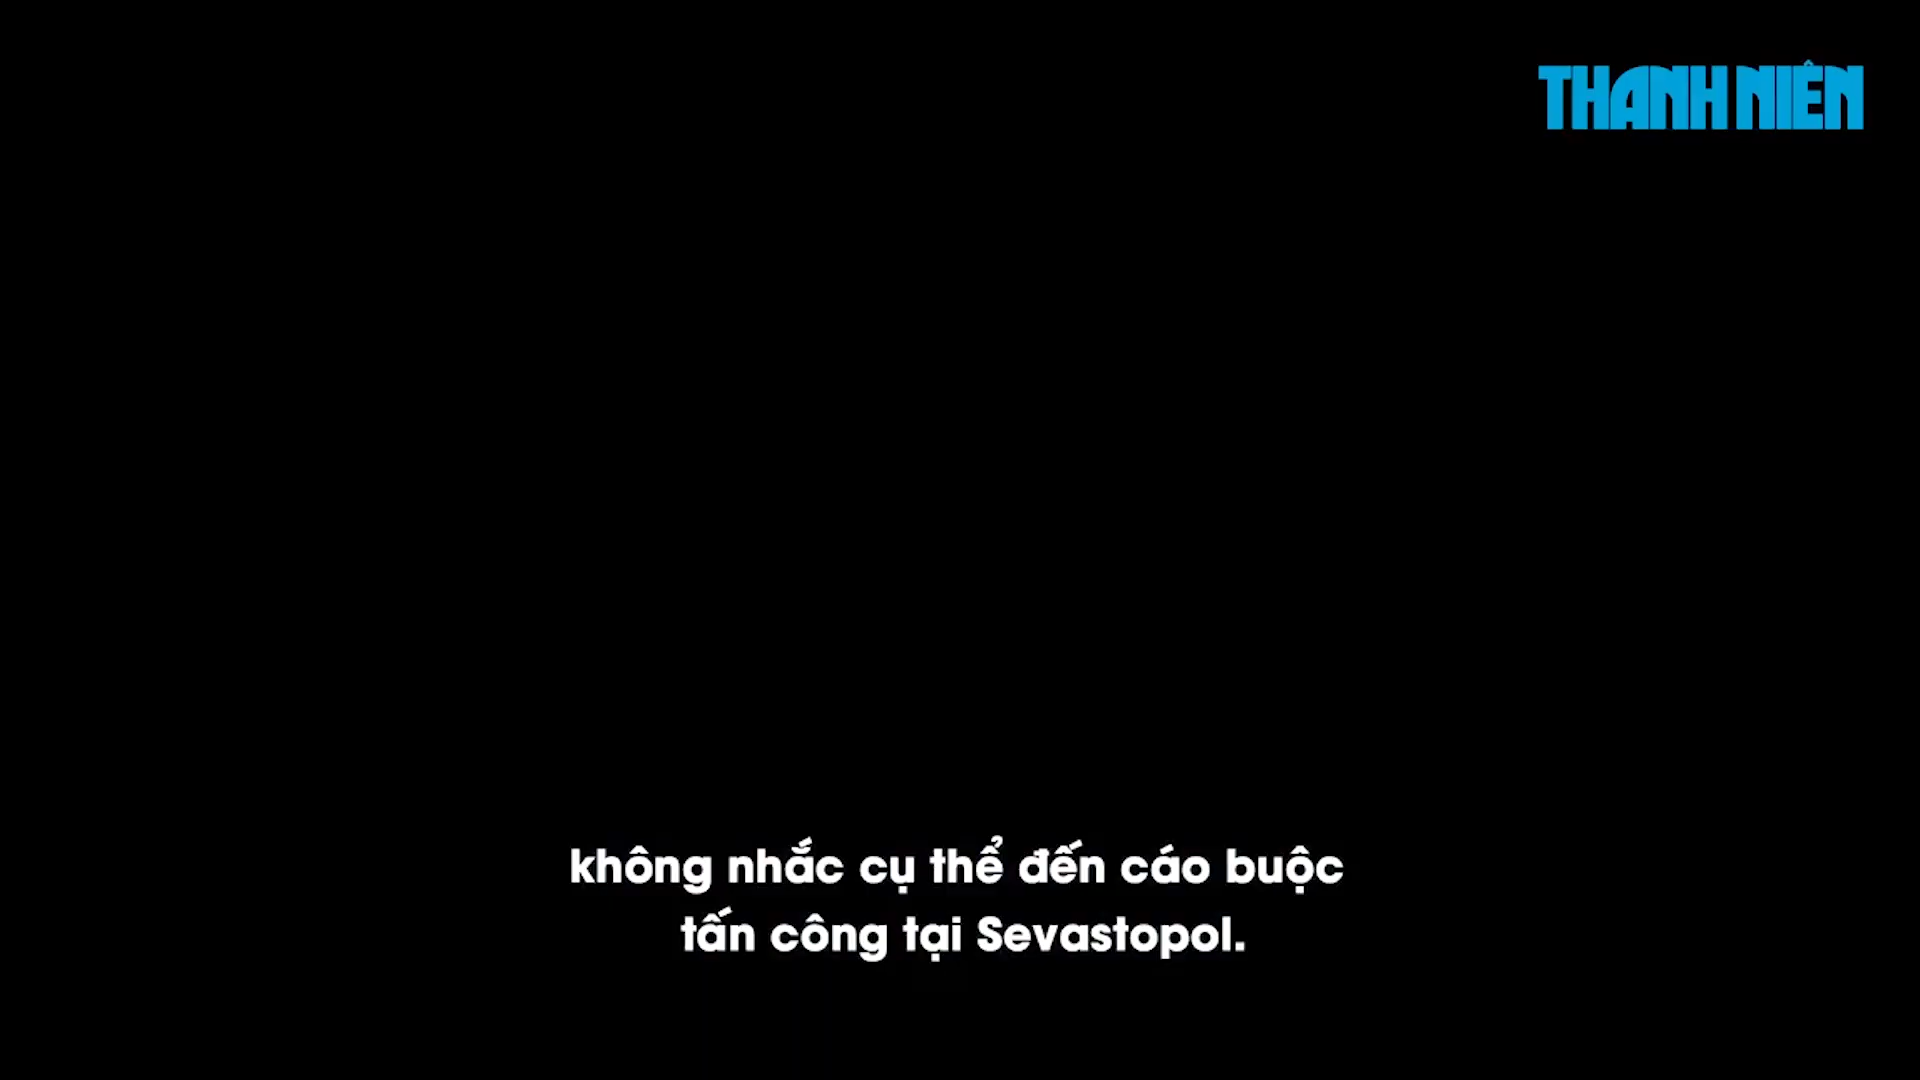 THANH NIÊN
không nhắc cụ thể đến cáo buộc
tấn công tại Sevastopol.